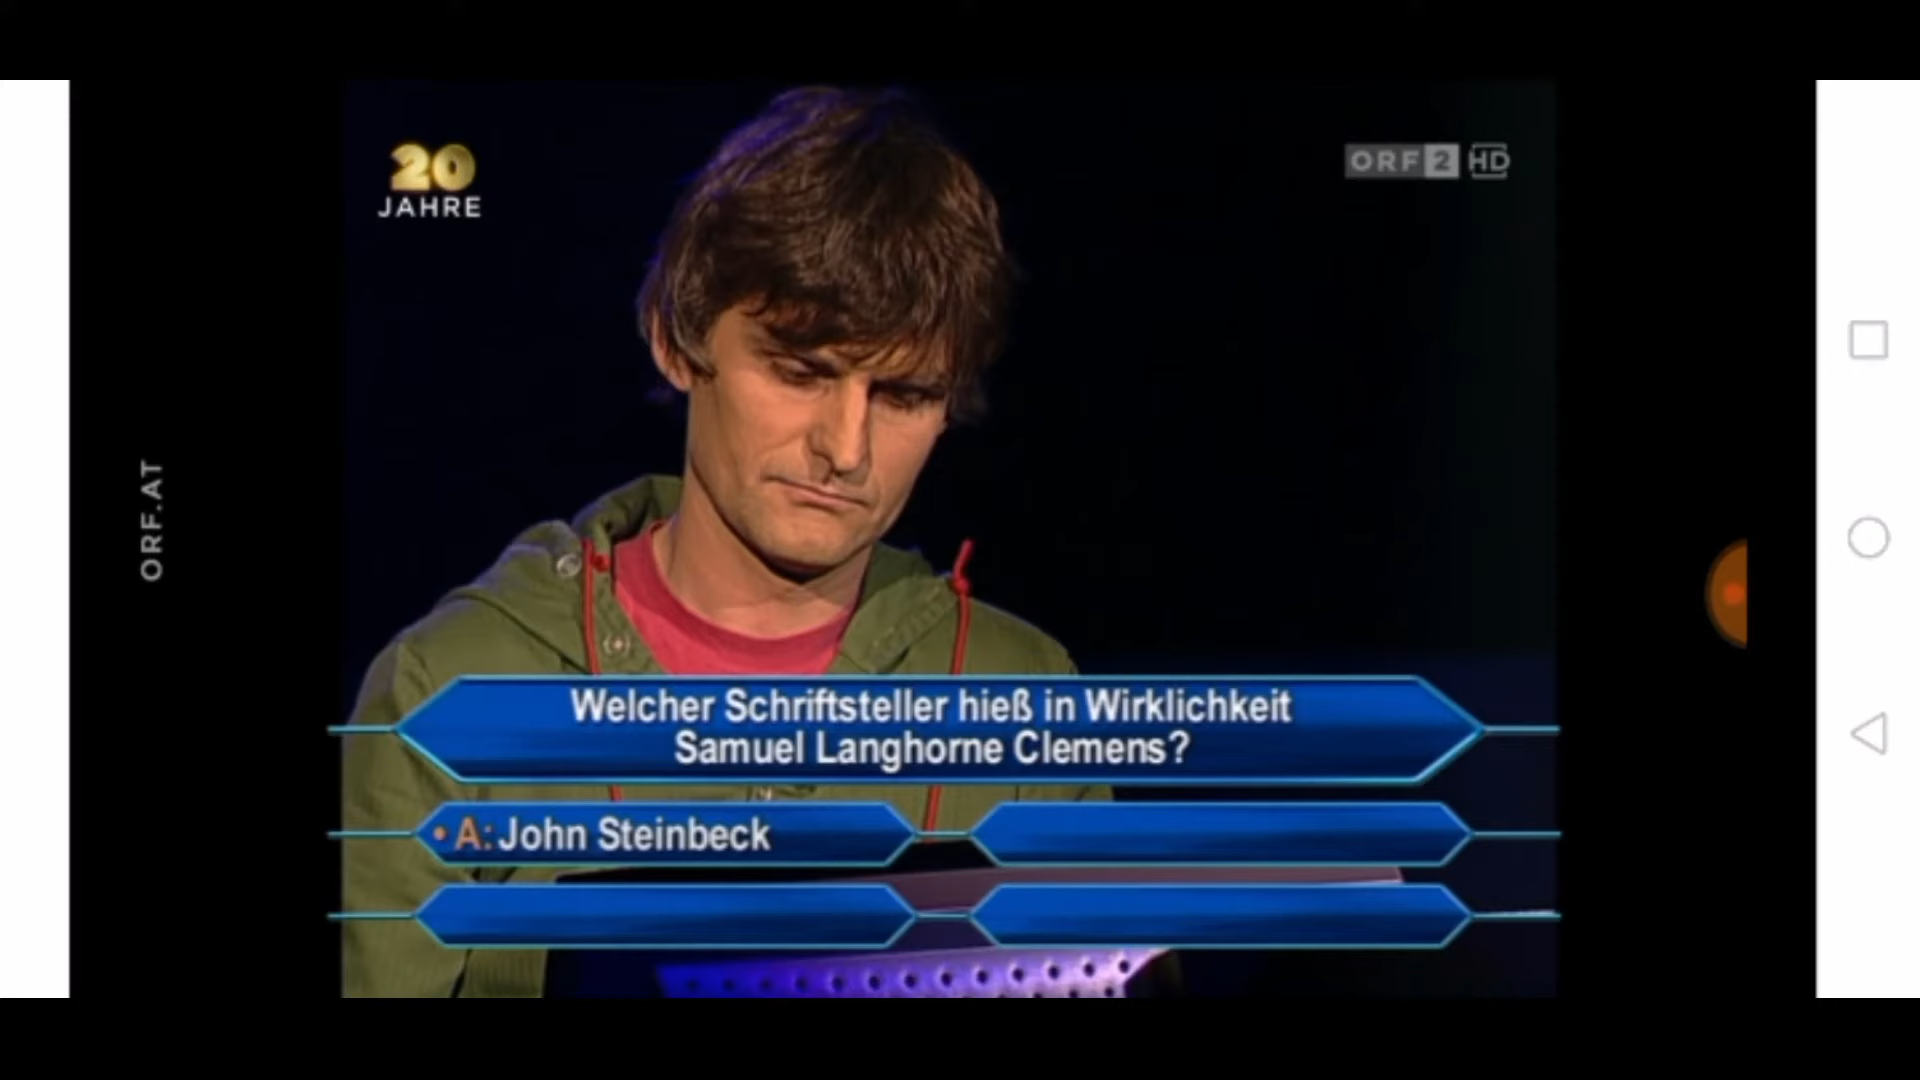 20
JAHRE
ORF 2 HD
ORF.AT
Welcher Schriftsteller hieß in Wirklichkeit
Samuel Langhorne Clemens?
• A: John Steinbeck